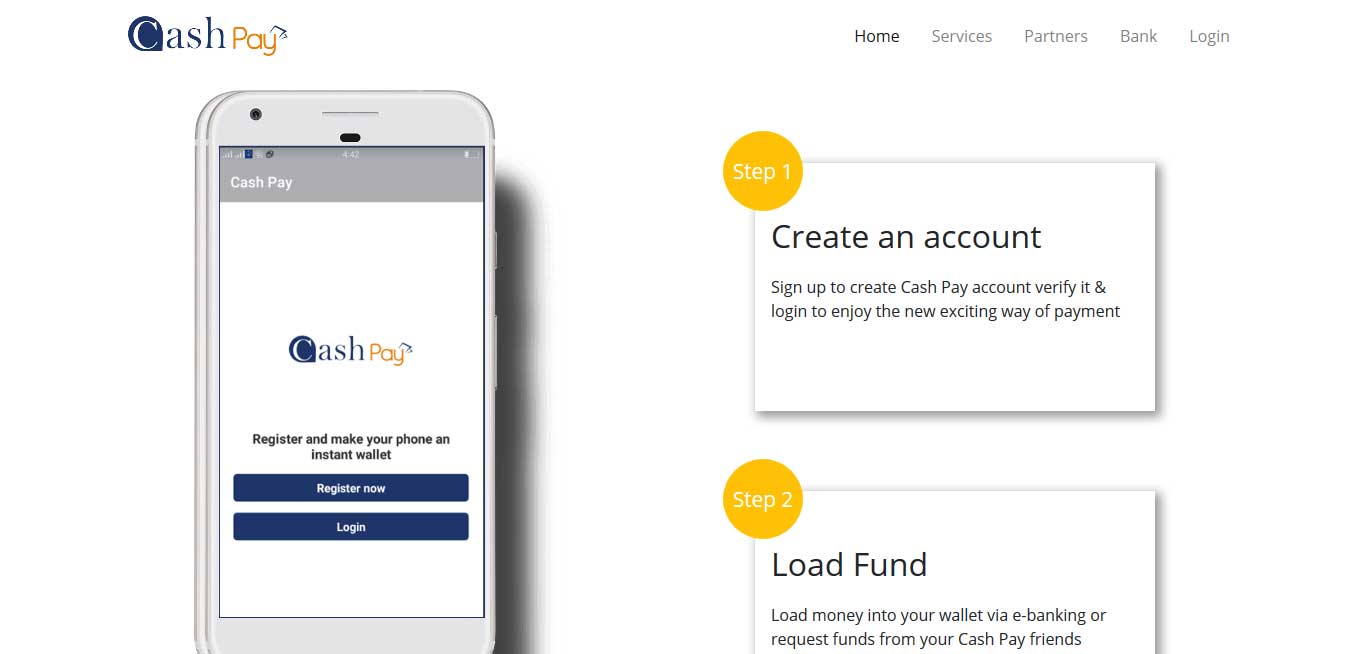 Cash Pay
Home Services Partners Bank Login
4:42
Cash Pay
Cash Pay
Register and make your phone an
instant wallet
Register now
Login
Step 1
Create an account
Sign up to create Cash Pay account verify it &
login to enjoy the new exciting way of payment
Step 2
Load Fund
Load money into your wallet via e-banking or
request funds from your Cash Pay friends